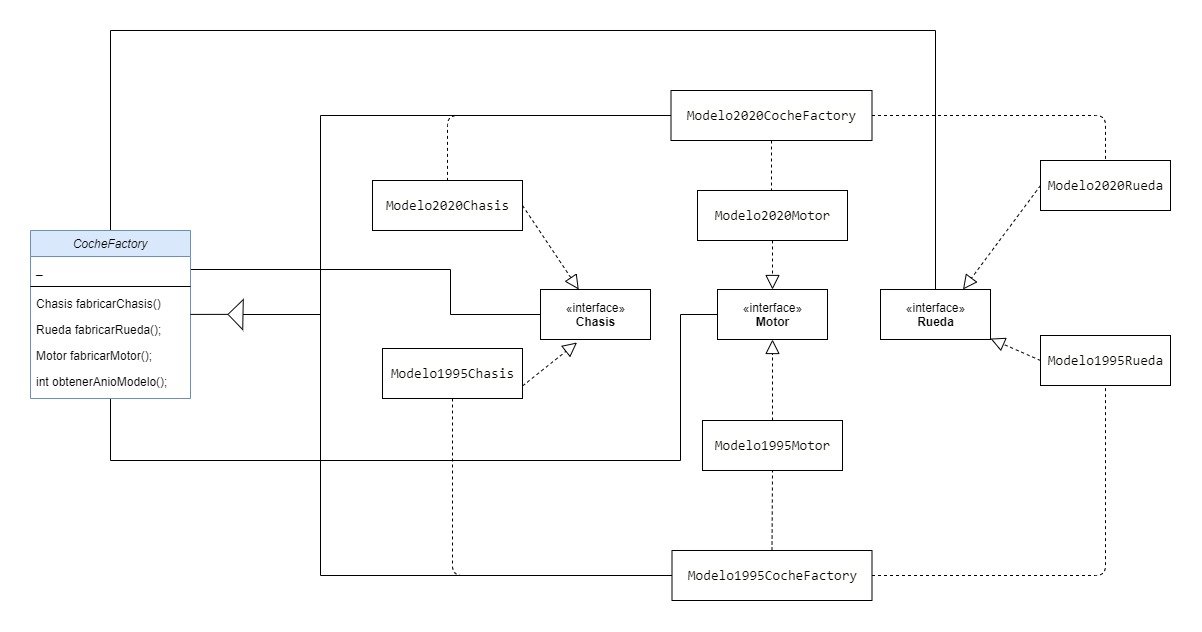 Modelo2020CocheFactory
Modelo2020Rueda
Modelo2020Chasis
Modelo2020Motor
CocheFactory
_
Chasis fabricarChasis()
Rueda fabricarRueda();
Motor fabricarMotor();
int obtenerAnioModelo();
«interface»
Chasis
«interface»
Motor
«interface»
Rueda
Modelo1995Chasis
Modelo1995Rueda
Modelo1995Motor
Modelo1995CocheFactory